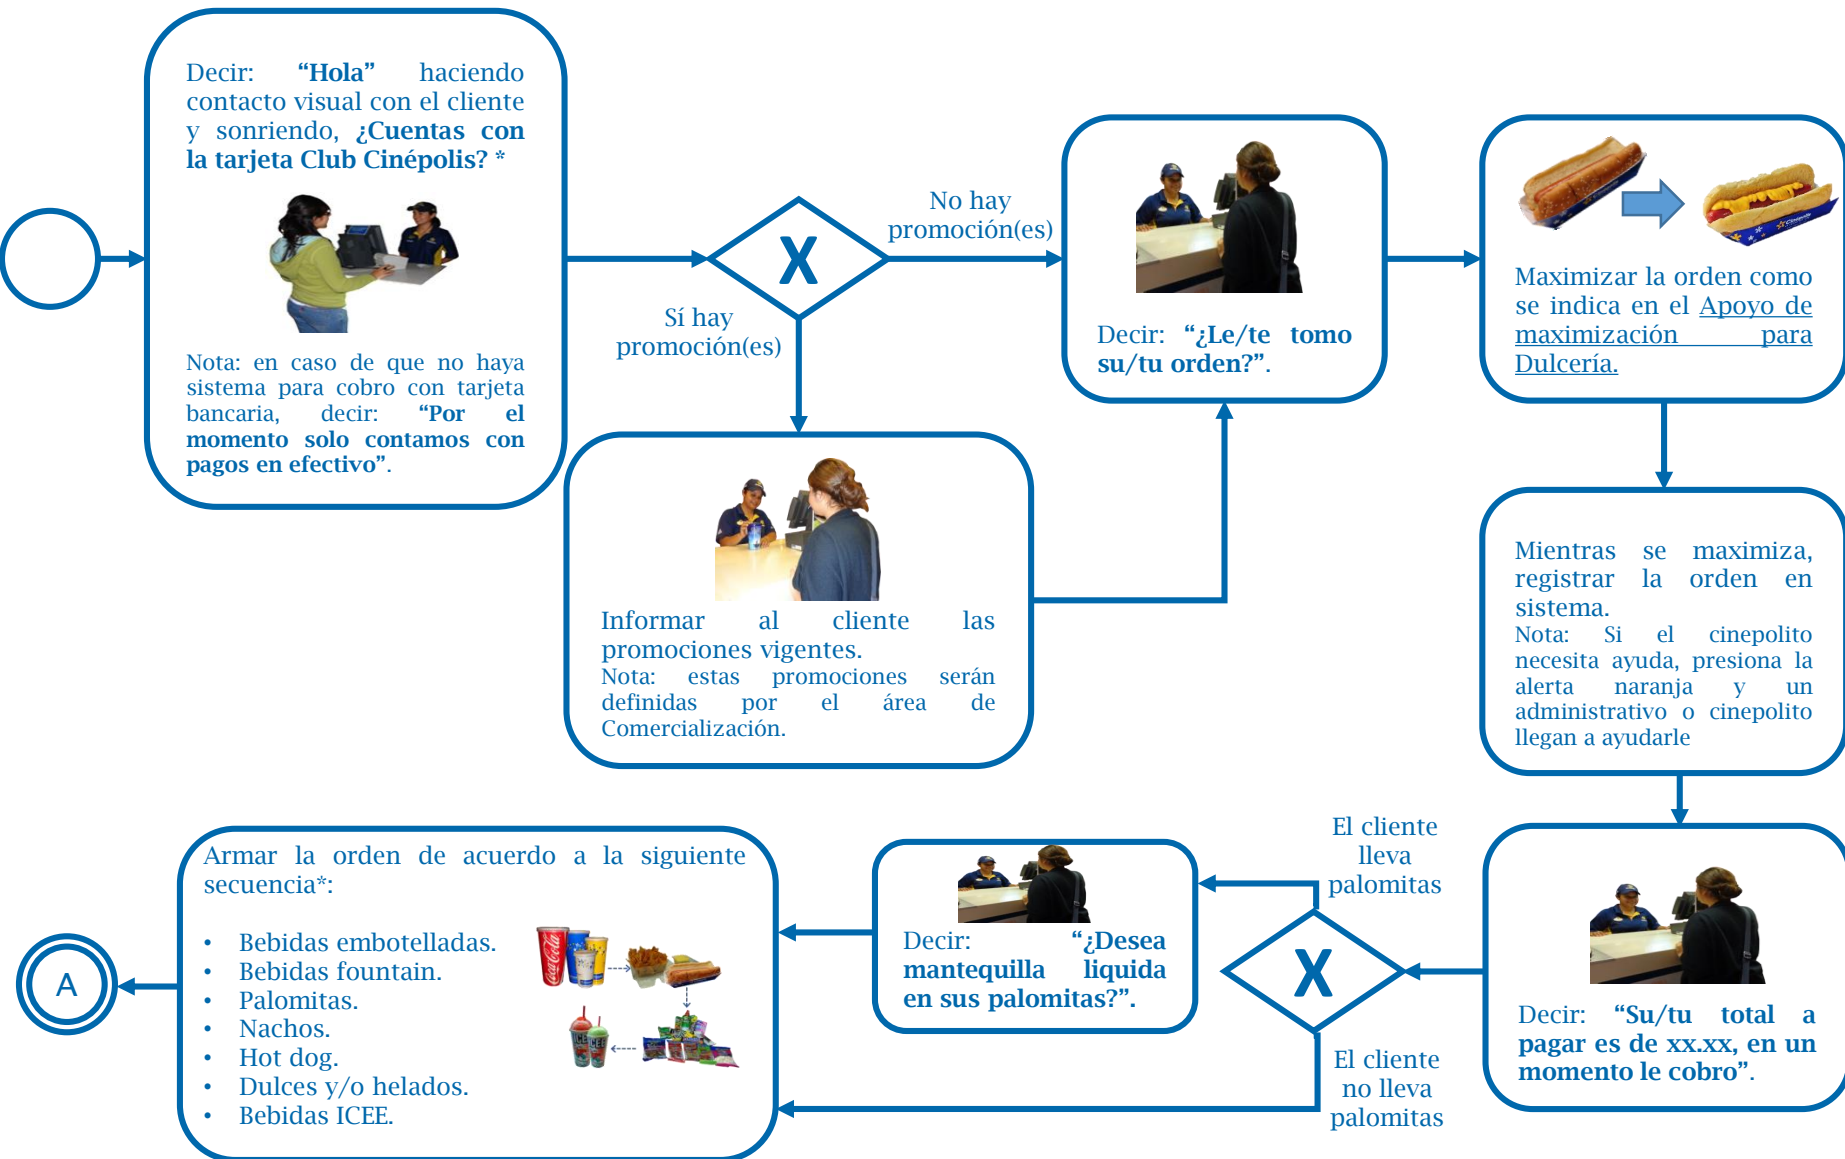 Decir: “Hola” haciendo
contacto visual con el cliente
y sonriendo, ¿Cuentas con
la tarjeta Club Cinépolis? *
Nota: en caso de que no haya
sistema para cobro con tarjeta
bancaria, decir: “Por el
momento solo contamos con
pagos en efectivo”.
X
No hay
promoción(es)
Sí hay
promoción(es)
Informar al cliente las
promociones vigentes.
Nota: estas promociones serán
definidas por el área de
Comercialización.
Decir: “¿Le/te tomo
su/tu orden?”.
Maximizar la orden como
se indica en el Apoyo de
maximización para
Dulcería.
Mientras se maximiza,
registrar la orden en
sistema.
Nota: Si el cinepolito
necesita ayuda, presiona la
alerta naranja y un
administrativo o cinepolito
llegan a ayudarle
Decir: “Su/tu total a
pagar es de xx.xx, en un
momento le cobro”.
X
El cliente
lleva
palomitas
El cliente
no lleva
palomitas
Decir: “¿Desea
mantequilla liquida
en sus palomitas?”.
Armar la orden de acuerdo a la siguiente
secuencia*:
• Bebidas embotelladas.
• Bebidas fountain.
• Palomitas.
• Nachos.
• Hot dog.
• Dulces y/o helados.
• Bebidas ICEE.
Coca-Cola
ICEE
A